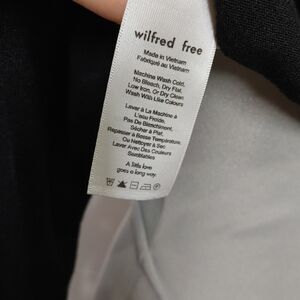 wilfred free
Made in Vietnam
Fabriqué au Vietnam
Machine Wash Cold,
No Bleach, Dry Flat,
Low Iron, Or Dry Clean
Wash With Like Colours
Laver À La Machine À
L'eau Froide,
Pas De Blanchiment,
Sécher À Plat,
Repasser À Basse Température,
Ou Nettoyer À Sec
Laver Avec Des Couleurs
Semblables
A little love
goes a long way.